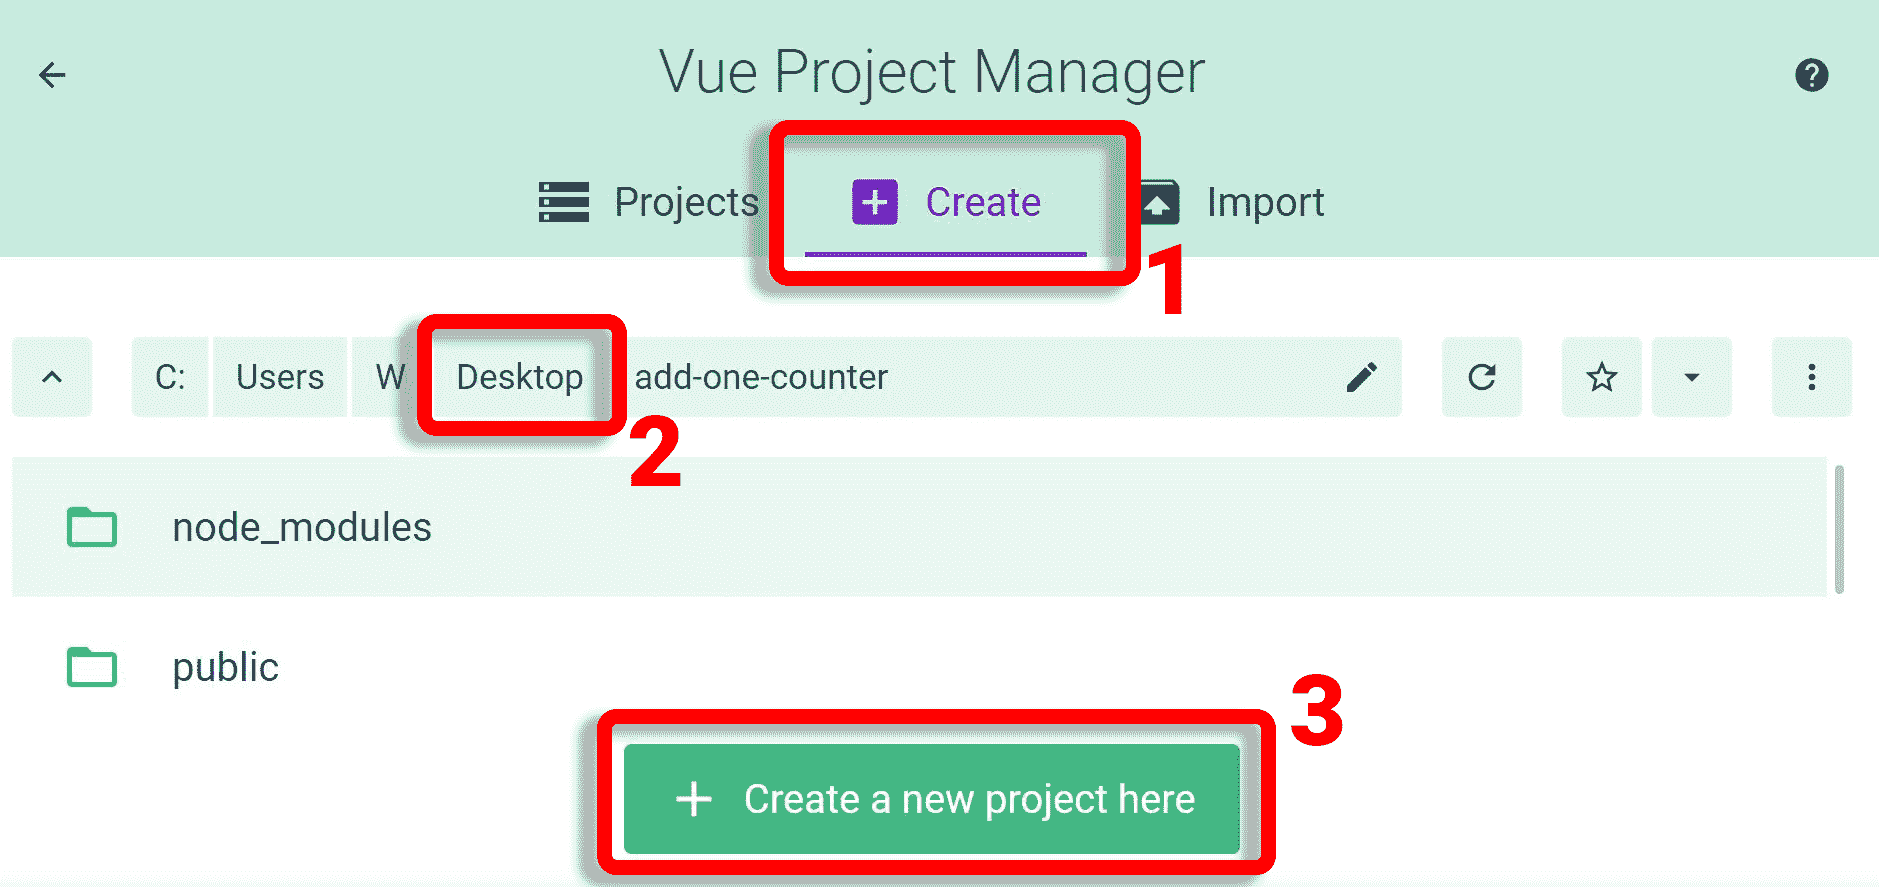 Vue Project Manager
Projects Create Import
1
C: Users W Desktop add-one-counter
2
node_modules
public
3
Create a new project here